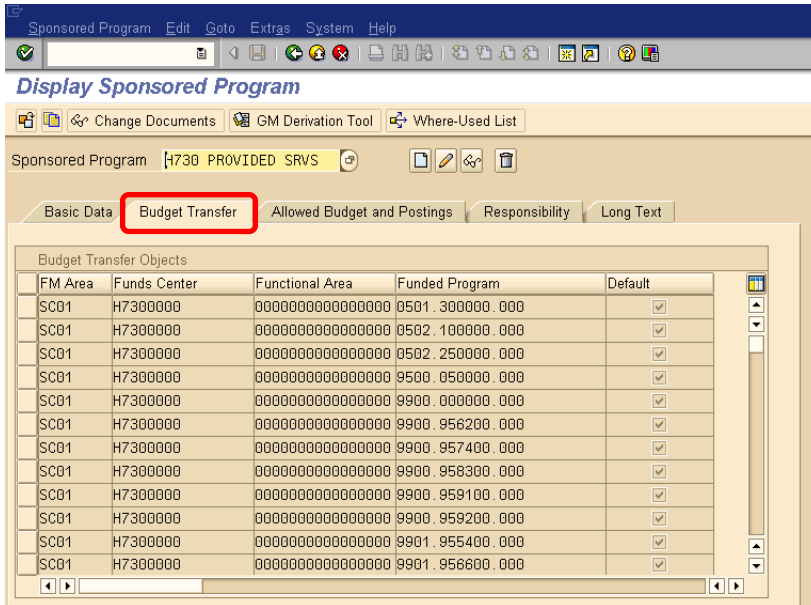 Sponsored Program Edit Goto Extras System Help
Display Sponsored Program
Change Documents GM Derivation Tool Where-Used List
Sponsored Program H730 PROVIDED SRVS
Basic Data Budget Transfer Allowed Budget and Postings Responsibility Long Text
Budget Transfer Objects
FM Area Funds Center Functional Area Funded Program Default
SC01 H7300000 0000000000000000 0501.300000.000
SC01 H7300000 0000000000000000 0502.100000.000
SC01 H7300000 0000000000000000 0502.250000.000
SC01 H7300000 0000000000000000 9500.050000.000
SC01 H7300000 0000000000000000 9900.000000.000
SC01 H7300000 0000000000000000 9900.956200.000
SC01 H7300000 0000000000000000 9900.957400.000
SC01 H7300000 0000000000000000 9900.958300.000
SC01 H7300000 0000000000000000 9900.959100.000
SC01 H7300000 0000000000000000 9900.959200.000
SC01 H7300000 0000000000000000 9901.955400.000
SC01 H7300000 0000000000000000 9901.956600.000